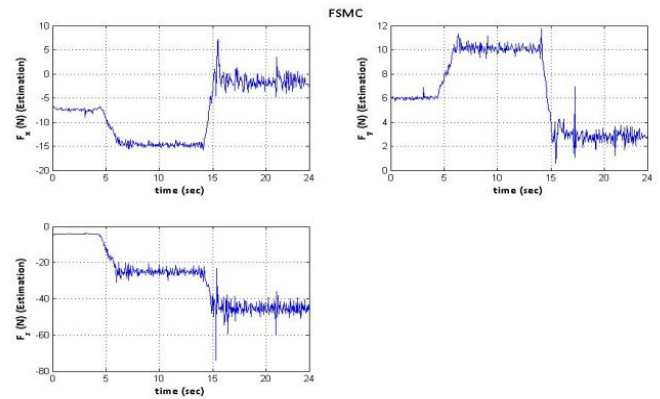 FSMC
F_x (N) (Estimation)
10
5
0
-5
-10
-15
-20
0 5 10 15 20 24
time (sec)
F_y (N) (Estimation)
12
10
8
6
4
2
0
0 5 10 15 20 24
time (sec)
F_z (N) (Estimation)
0
-20
-40
-60
-80
0 5 10 15 20 24
time (sec)